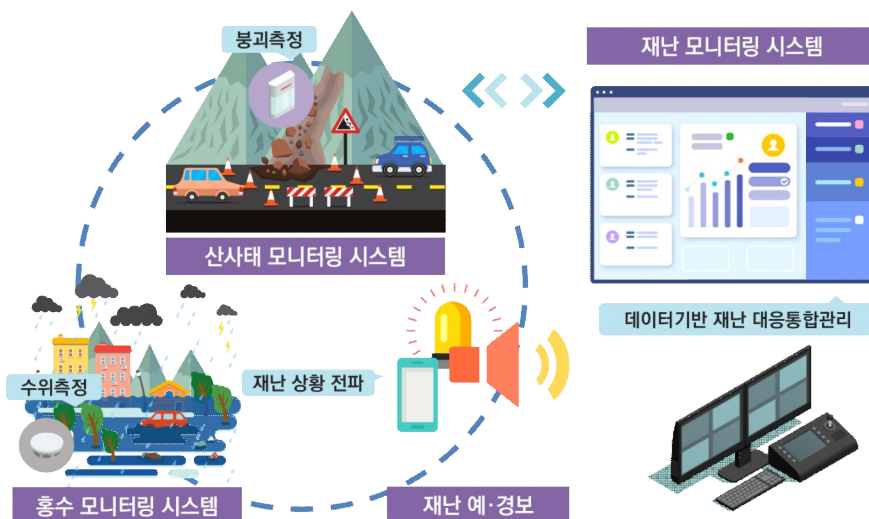 붕괴측정
재난 모니터링 시스템
산사태 모니터링 시스템
데이터기반 재난 대응통합관리
수위측정
재난 상황 전파
홍수 모니터링 시스템
재난 예·경보